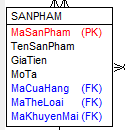 SANPHAM
MaSanPham (PK)
TenSanPham
GiaTien
MoTa
MaCuaHang (FK)
MaTheLoai (FK)
MaKhuyenMai (FK)